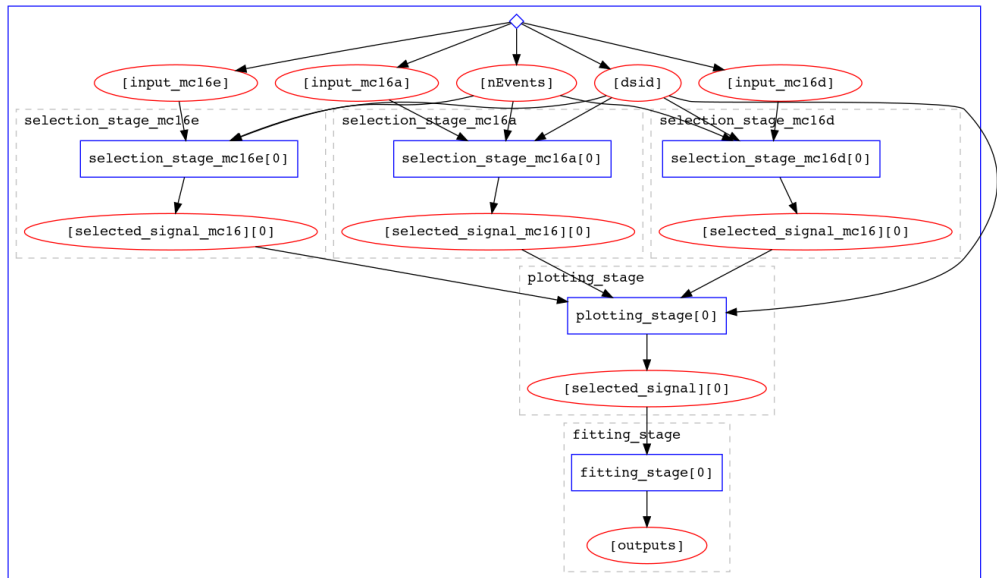 [input_mc16e]
[input_mc16a]
[nEvents]
[dsid]
[input_mc16d]
selection_stage_mc16e
selection_stage_mc16a
selection_stage_mc16d
selection_stage_mc16e[0]
selection_stage_mc16a[0]
selection_stage_mc16d[0]
[selected_signal_mc16][0]
[selected_signal_mc16][0]
[selected_signal_mc16][0]
plotting_stage
plotting_stage[0]
[selected_signal][0]
fitting_stage
fitting_stage[0]
[outputs]